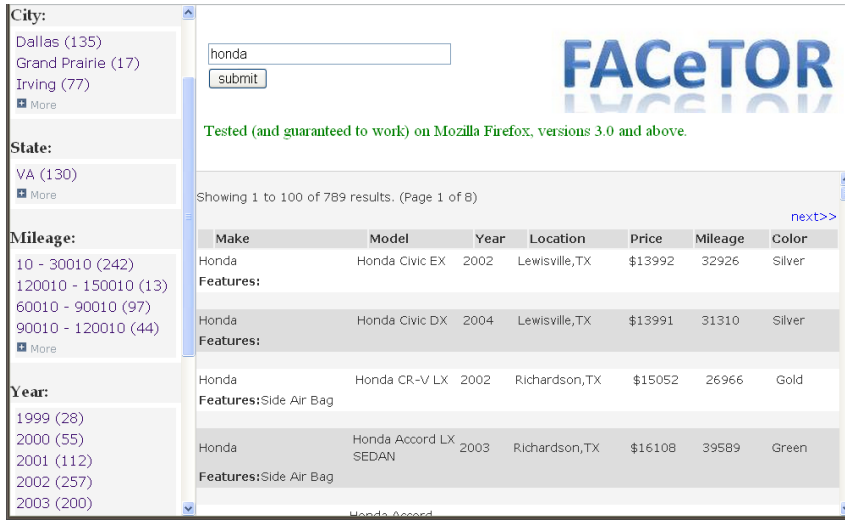 City:
Dallas (135)
Grand Prairie (17)
Irving (77)
More
State:
VA (130)
More
Mileage:
10 - 30010 (242)
120010 - 150010 (13)
60010 - 90010 (97)
90010 - 120010 (44)
More
Year:
1999 (28)
2000 (55)
2001 (112)
2002 (257)
2003 (200)
honda
submit
FACeTOR
Tested (and guaranteed to work) on Mozilla Firefox, versions 3.0 and above.
Showing 1 to 100 of 789 results. (Page 1 of 8)
next>>
Make Model Year Location Price Mileage Color
Honda Honda Civic EX 2002 Lewisville,TX $13992 32926 Silver
Features:
Honda Honda Civic DX 2004 Lewisville,TX $13991 31310 Silver
Features:
Honda Honda CR-V LX 2002 Richardson,TX $15052 26966 Gold
Features:Side Air Bag
Honda Honda Accord LX SEDAN 2003 Richardson,TX $16108 39589 Green
Features:Side Air Bag
Honda Accord